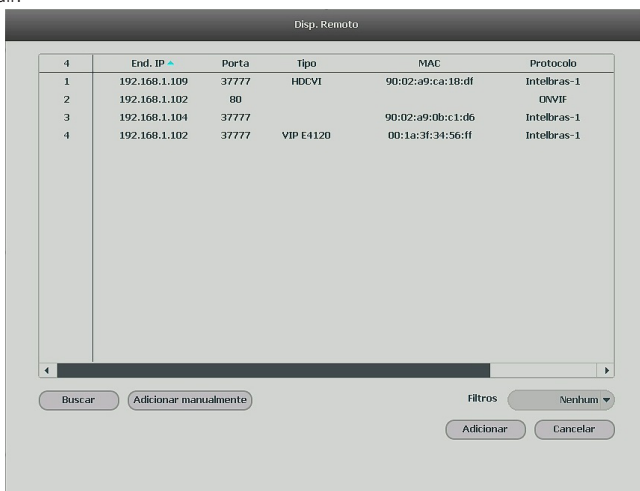 Disp. Remoto
4 End. IP Porta Tipo MAC Protocolo
1 192.168.1.109 37777 HDCVI 90:02:a9:ca:18:df Intelbras-1
2 192.168.1.102 80 ONVIF
3 192.168.1.104 37777 90:02:a9:0b:c1:d6 Intelbras-1
4 192.168.1.102 37777 VIP E4120 00:1a:3f:34:56:ff Intelbras-1
Buscar Adicionar manualmente Filtros Nenhum
Adicionar Cancelar